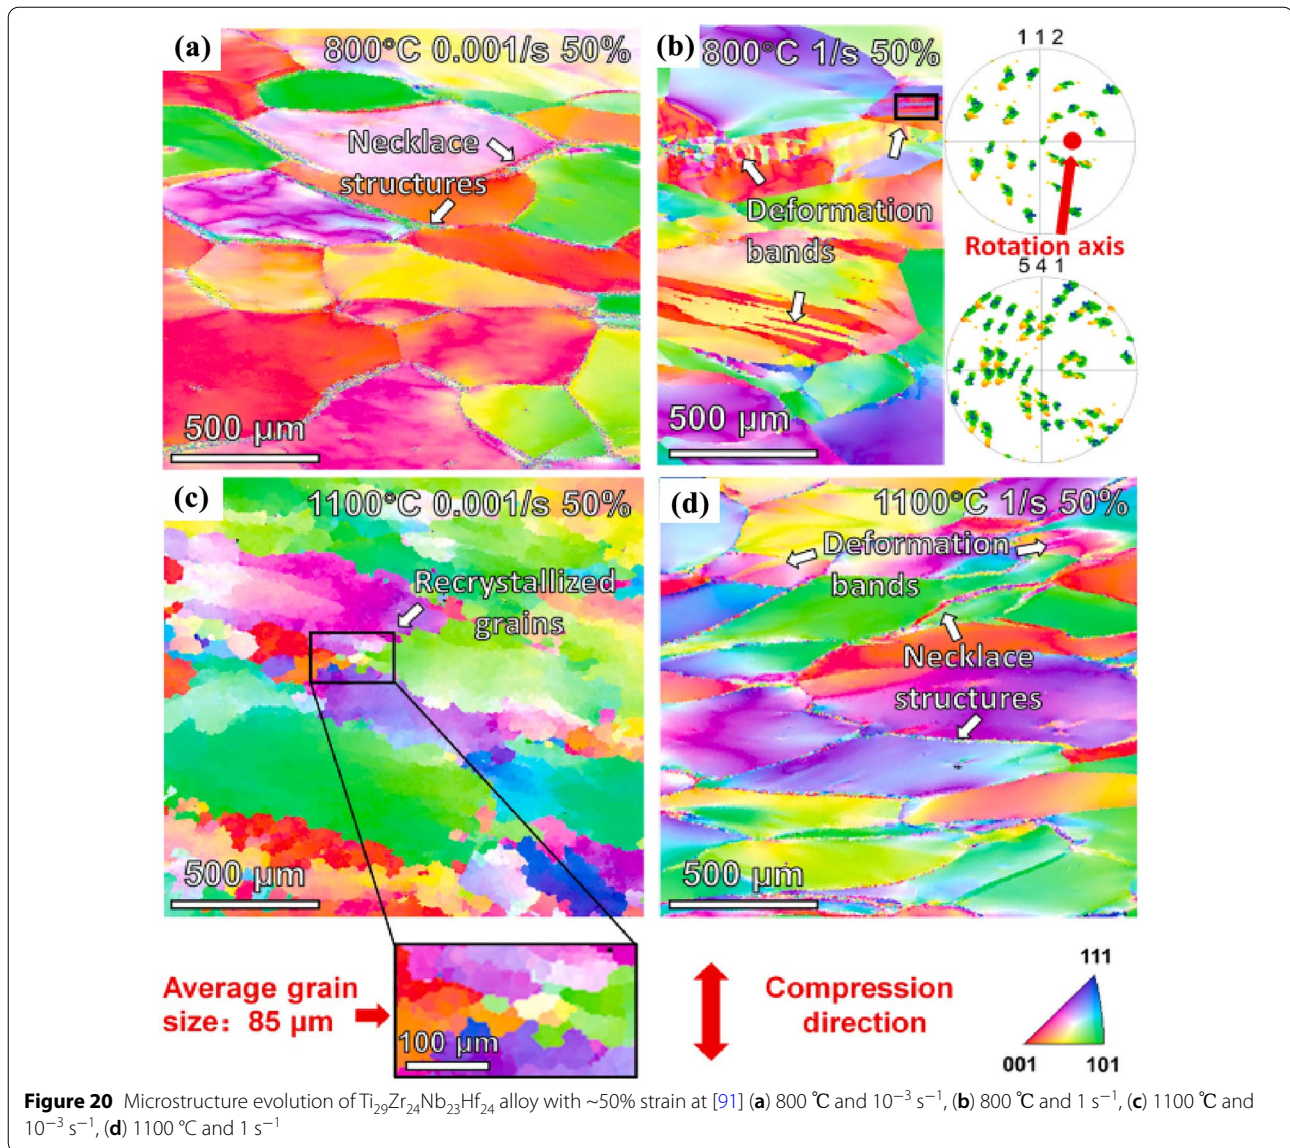 (a)
800°C 0.001/s 50%
Necklace
structures
500 µm
(b)
800°C 1/s 50%
Deformation
bands
500 µm
1 1 2
Rotation axis
5 4 1
(c)
1100°C 0.001/s 50%
Recrystallized
grains
500 µm
(d)
1100°C 1/s 50%
Deformation
bands
Necklace
structures
500 µm
Average grain
size: 85 µm
100 µm
Compression
direction
111
001
101
Figure 20 Microstructure evolution of Ti₂₉Zr₂₄Nb₂₃Hf₂₄ alloy with ~50% strain at [91] (a) 800 ℃ and 10⁻³ s⁻¹, (b) 800 ℃ and 1 s⁻¹, (c) 1100 ℃ and
10⁻³ s⁻¹, (d) 1100 °C and 1 s⁻¹